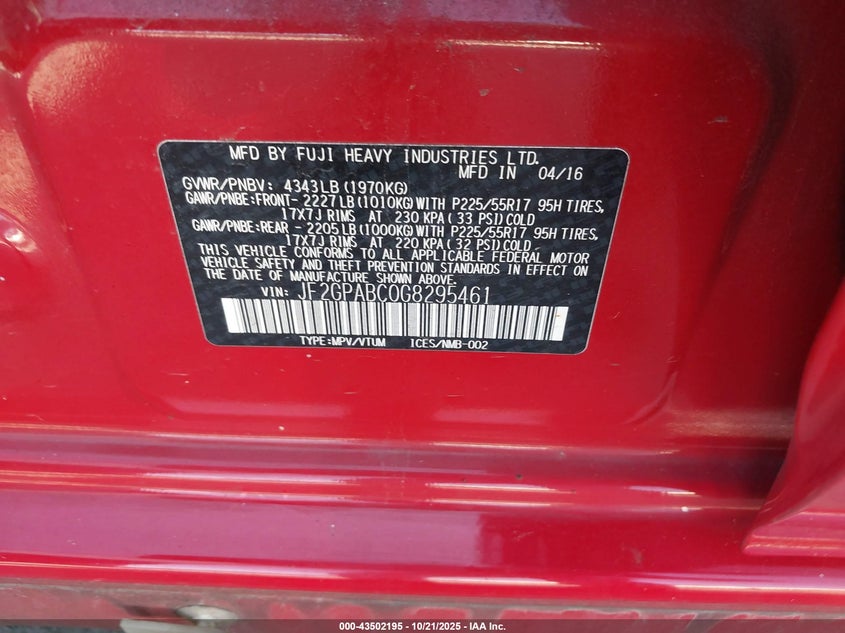 MFD BY FUJI HEAVY INDUSTRIES LTD.
MFD IN 04/16
GVWR/PNBV: 4343LB(1970KG)
GAWR/PNBE:FRONT- 2227LB(1010KG)WITH P225/55R17 95H TIRES,
17X7J RIMS AT 230 KPA(33 PSI)COLD
GAWR/PNBE:REAR - 2205LB(1000KG)WITH P225/55R17 95H TIRES,
17X7J RIMS AT 220 KPA(32 PSI)COLD
THIS VEHICLE CONFORMS TO ALL APPLICABLE FEDERAL MOTOR
VEHICLE SAFETY AND THEFT PREVENTION STANDARDS IN EFFECT ON
THE DATE OF MANUFACTURE SHOWN ABOVE.
VIN: JF2GPABC0G8295461
TYPE:MPV/VTUM ICES/NMB-002
000-43502195 - 10/21/2025 - IAA Inc.